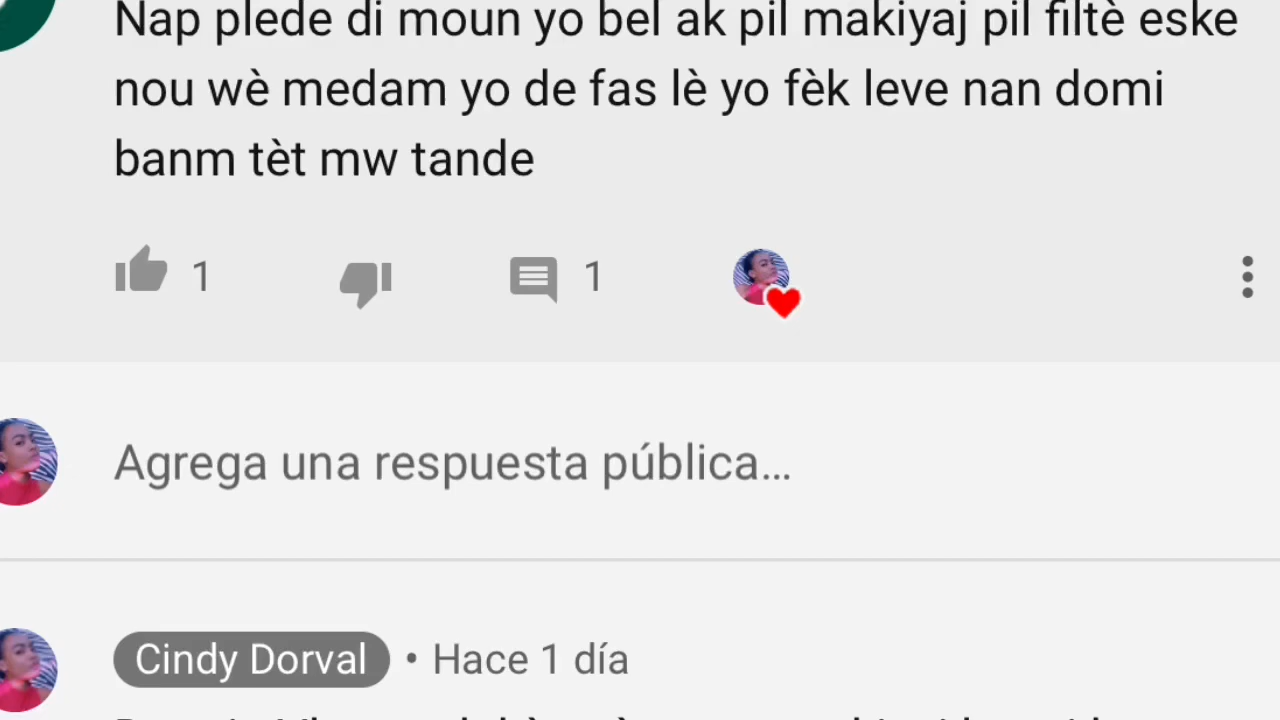 Nap plede di moun yo bel ak pil makiyaj pil filtè eske
nou wè medam yo de fas lè yo fèk leve nan domi
banm tèt mw tande
1 1
Agrega una respuesta pública...
Cindy Dorval • Hace 1 día